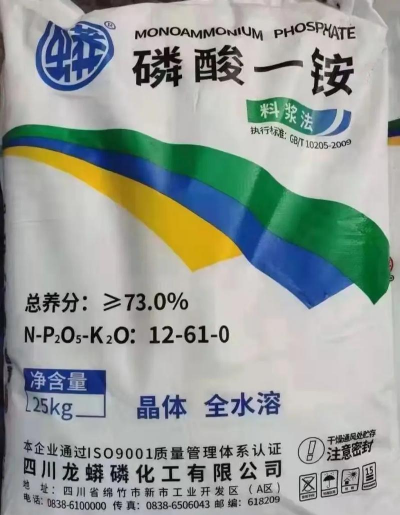 MONOAMMONIUM PHOSPHATE
磷酸一铵
料浆法
执行标准：GB/T 10205-2009
总养分：≥73.0%
N-P₂O₅-K₂O：12-61-0
净含量
25kg
晶体 全水溶
本企业通过ISO9001质量管理体系认证
四川龙蟒磷化工有限公司
地址：四川省绵竹市新市工业开发区（A区）
电话：0838-6100000 传真：0838-6506043 邮编：618209
干燥通风处贮存
注意密封